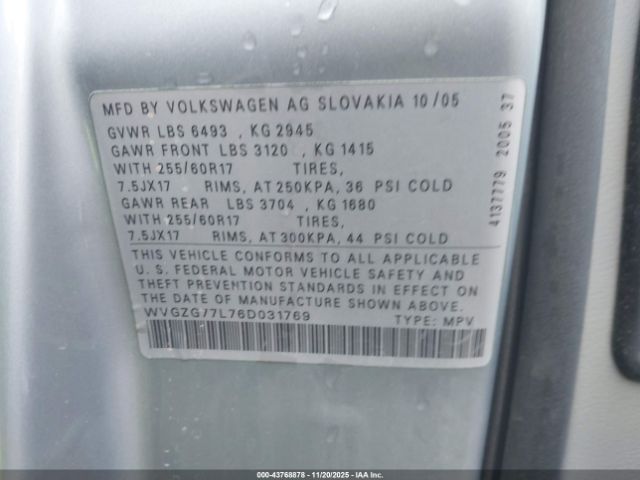 MFD BY VOLKSWAGEN AG SLOVAKIA 10/05
GVWR LBS 6493 , KG 2945
GAWR FRONT LBS 3120 , KG 1415
WITH 255/60R17 TIRES,
7.5JX17 RIMS, AT 250KPA, 36 PSI COLD
GAWR REAR LBS 3704 , KG 1680
WITH 255/60R17 TIRES,
7.5JX17 RIMS, AT 300KPA, 44 PSI COLD
THIS VEHICLE CONFORMS TO ALL APPLICABLE
U. S. FEDERAL MOTOR VEHICLE SAFETY AND
THEFT PREVENTION STANDARDS IN EFFECT ON
THE DATE OF MANUFACTURE SHOWN ABOVE
WVGZG77L76D031769 TYPE: MPV
4137779 2005 37
000-43768878 - 11/20/2025 - IAAI.COM